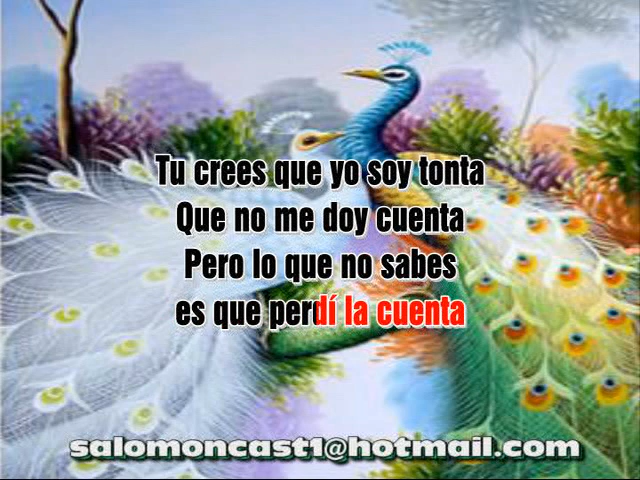 Tu crees que yo soy tonta
Que no me doy cuenta
Pero lo que no sabes
es que perdí la cuenta
salomoncast1@hotmail.com